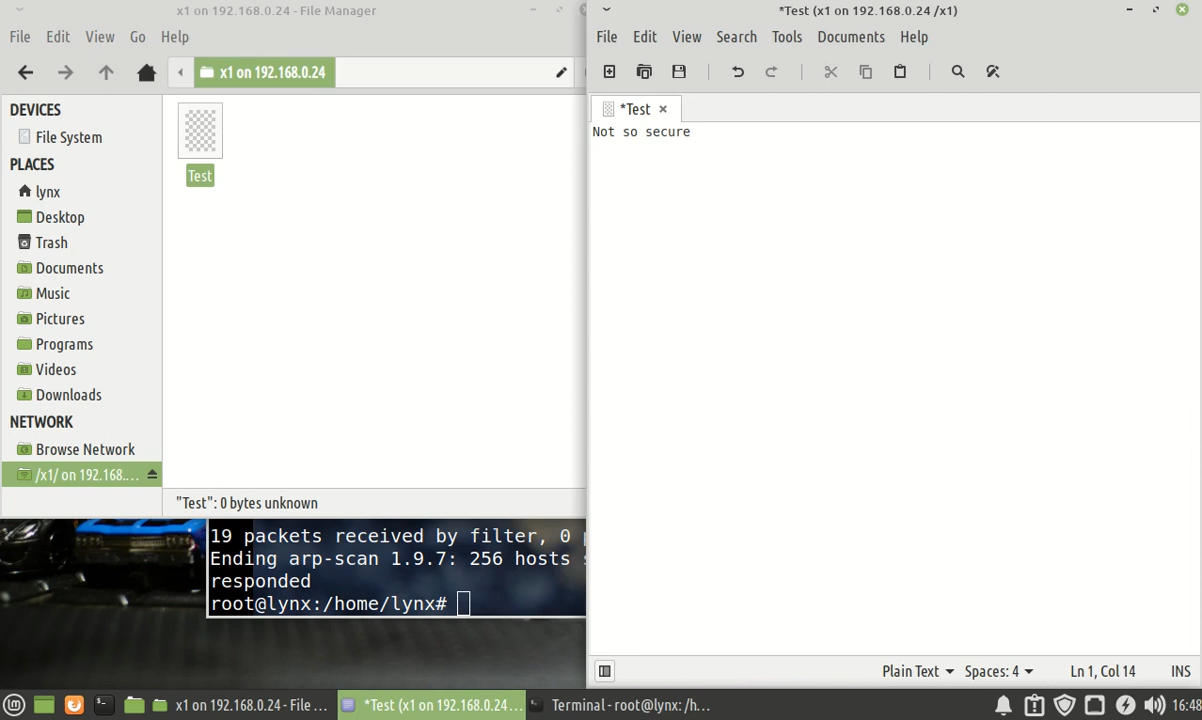 x1 on 192.168.0.24 - File Manager
File Edit View Go Help
x1 on 192.168.0.24
DEVICES
File System
PLACES
lynx
Desktop
Trash
Documents
Music
Pictures
Programs
Videos
Downloads
NETWORK
Browse Network
/x1/ on 192.168....
Test
"Test": 0 bytes unknown
*Test (x1 on 192.168.0.24 /x1)
File Edit View Search Tools Documents Help
*Test
Not so secure
Plain Text Spaces: 4 Ln 1, Col 14 INS
19 packets received by filter, 0
Ending arp-scan 1.9.7: 256 hosts
responded
root@lynx:/home/lynx#
x1 on 192.168.0.24 - File ... *Test (x1 on 192.168.0.24... Terminal - root@lynx: /h... 16:48